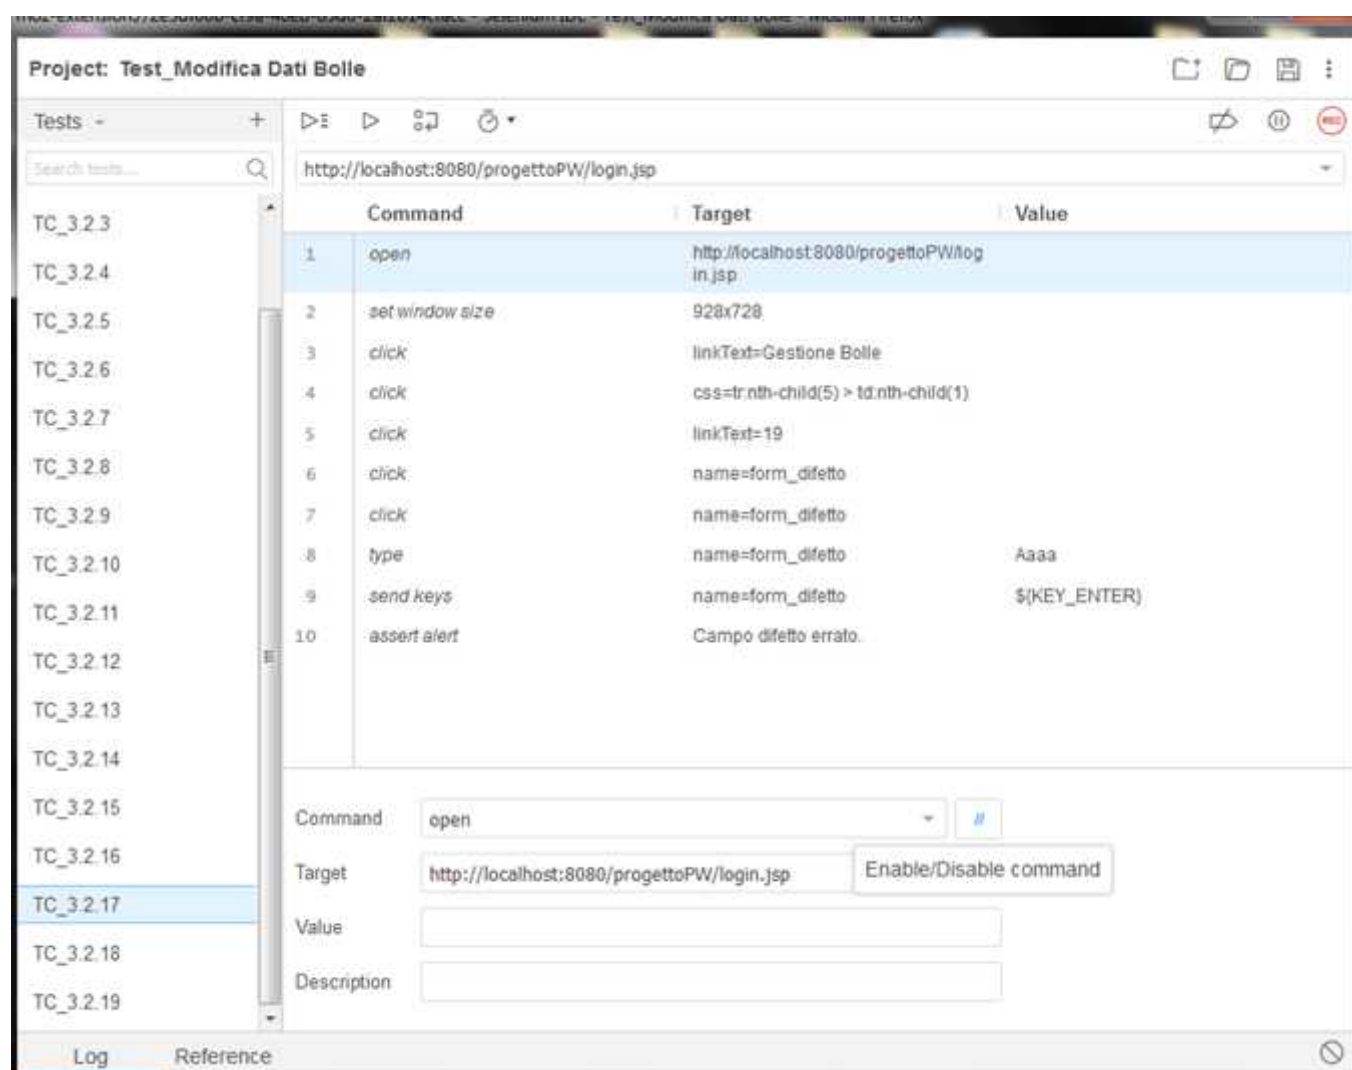 Project: Test_Modifica Dati Bolle
Tests
Search tests...
http://localhost:8080/progettoPW/login.jsp
Command Target Value
1 open http://localhost:8080/progettoPW/log
in.jsp
2 set window size 928x728
3 click linkText=Gestione Bolle
4 click css=tr:nth-child(5) > td:nth-child(1)
5 click linkText=19
6 click name=form_difetto
7 click name=form_difetto
8 type name=form_difetto Aaaa
9 send keys name=form_difetto ${KEY_ENTER}
10 assert alert Campo difetto errato.
TC_3.2.3
TC_3.2.4
TC_3.2.5
TC_3.2.6
TC_3.2.7
TC_3.2.8
TC_3.2.9
TC_3.2.10
TC_3.2.11
TC_3.2.12
TC_3.2.13
TC_3.2.14
TC_3.2.15
TC_3.2.16
TC_3.2.17
TC_3.2.18
TC_3.2.19
Command open //
Target http://localhost:8080/progettoPW/login.jsp
Enable/Disable command
Value
Description
Log Reference